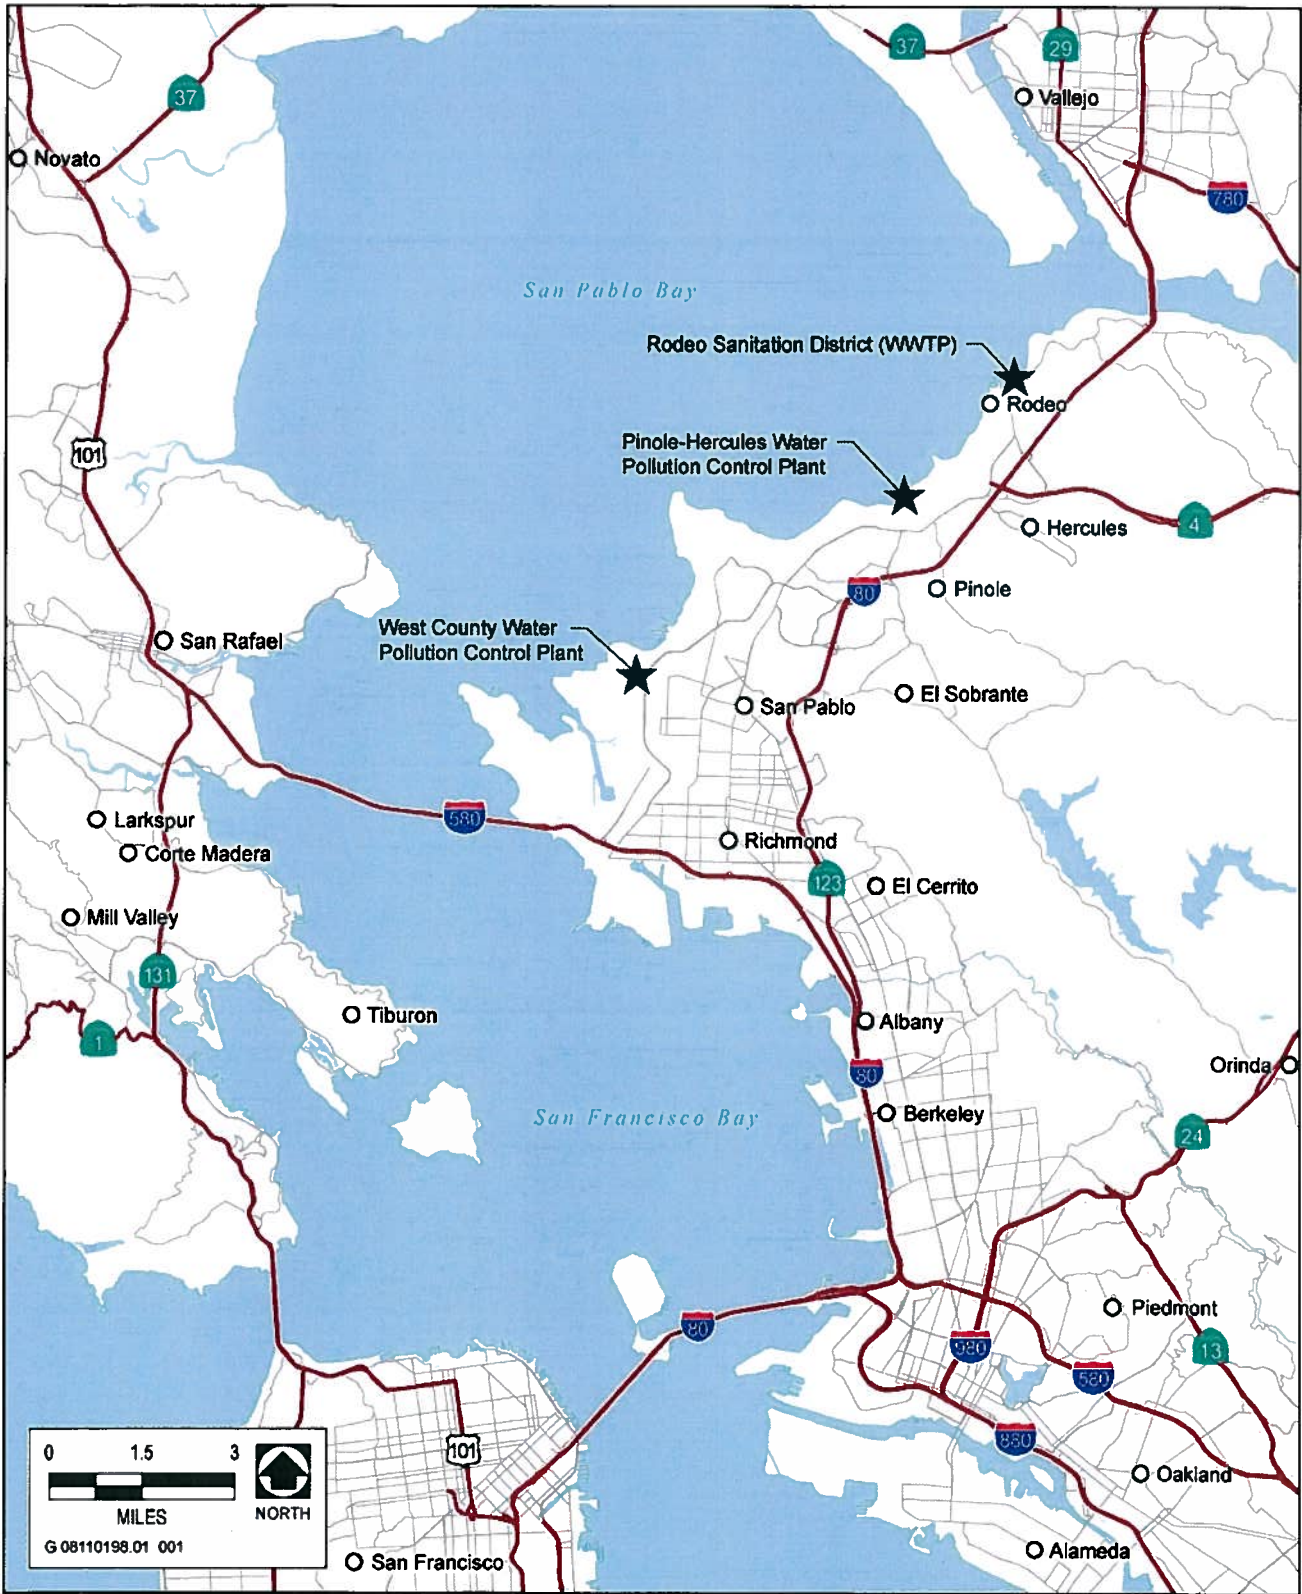 37
29
37
Vallejo
Novato
780
San Pablo Bay
Rodeo Sanitation District (WWTP)
Rodeo
Pinole-Hercules Water
Pollution Control Plant
101
4
Hercules
80
Pinole
West County Water
Pollution Control Plant
San Rafael
El Sobrante
San Pablo
580
Larkspur
Richmond
Corte Madera
123
El Cerrito
Mill Valley
131
Tiburon
Albany
1
Orinda
80
San Francisco Bay
Berkeley
24
Piedmont
80
980
13
580
101
880
Oakland
0 1.5 3
MILES
NORTH
G 08110198.01 001
San Francisco
Alameda